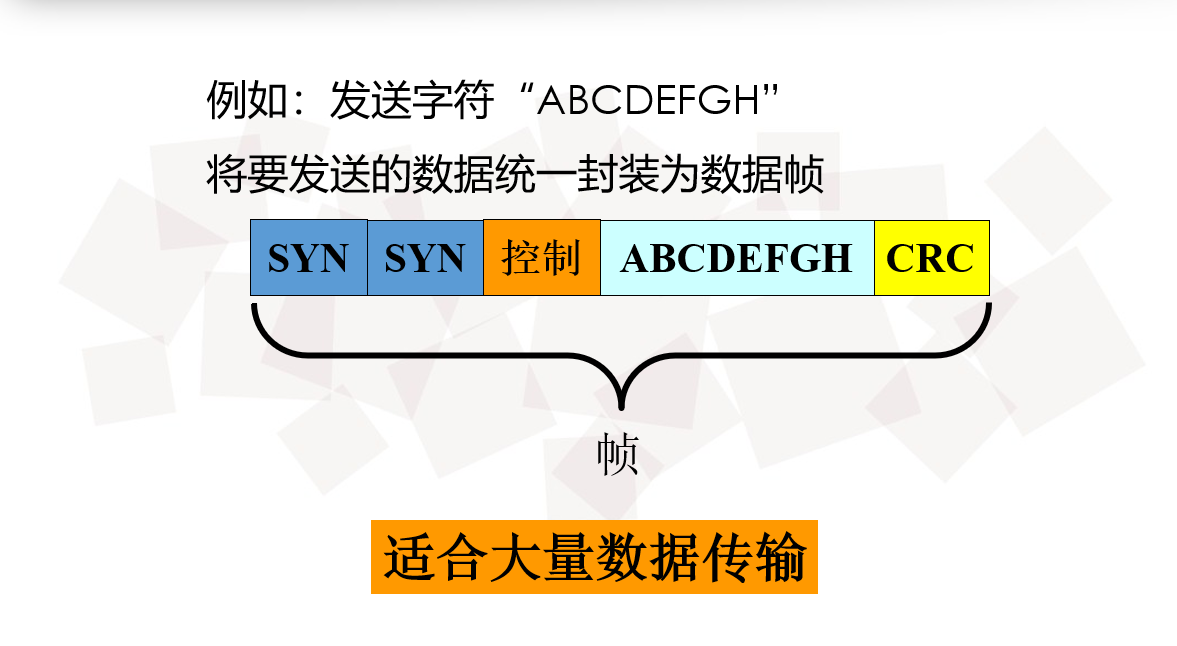 例如：发送字符“ABCDEFGH”
将要发送的数据统一封装为数据帧
SYN SYN 控制 ABCDEFGH CRC
帧
适合大量数据传输